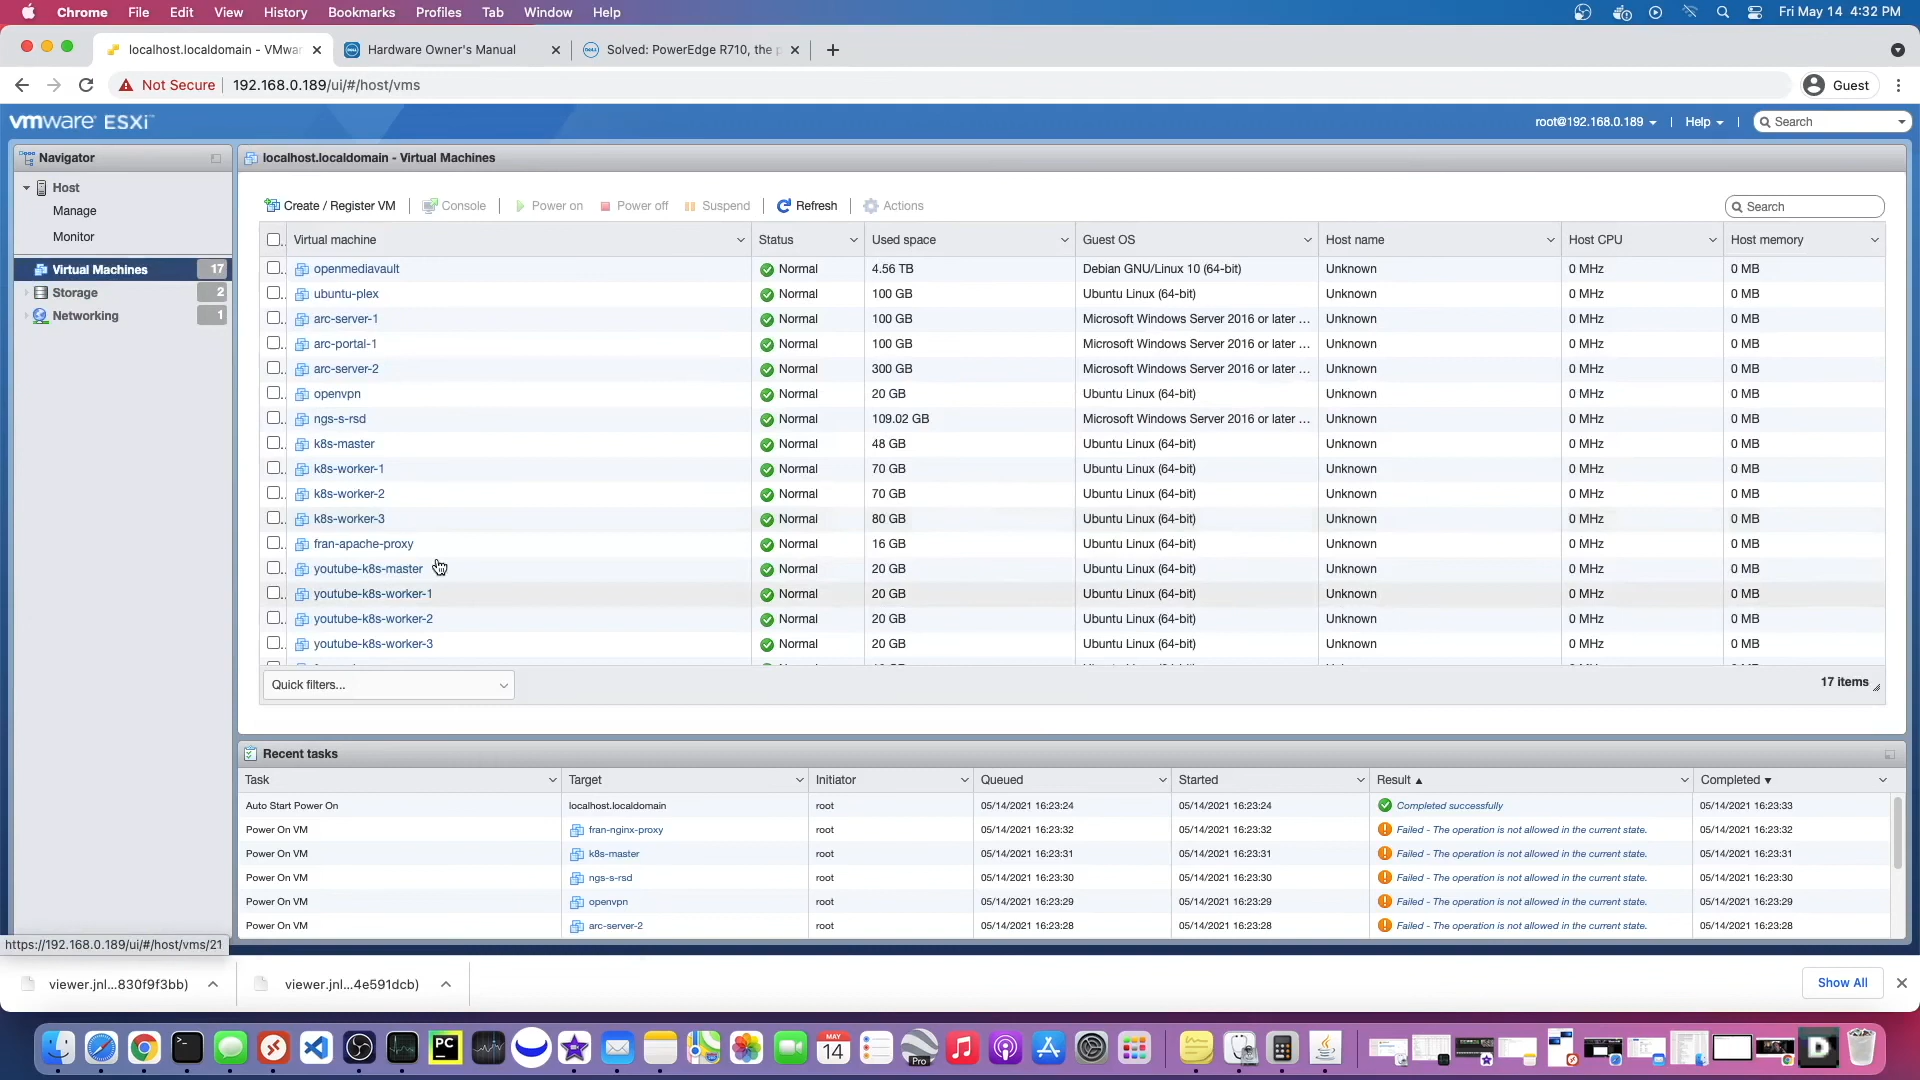 Chrome File Edit View History Bookmarks Profiles Tab Window Help Fri May 14 4:32 PM
localhost.localdomain - VMwar Hardware Owner's Manual Solved: PowerEdge R710, the p
Not Secure 192.168.0.189/ui/#/host/vms Guest
vmware ESXi root@192.168.0.189 Help Search
Navigator
Host
Manage
Monitor
Virtual Machines 17
Storage 2
Networking 1
localhost.localdomain - Virtual Machines
Create / Register VM Console Power on Power off Suspend Refresh Actions Search
Virtual machine Status Used space Guest OS Host name Host CPU Host memory
openmediavault Normal 4.56 TB Debian GNU/Linux 10 (64-bit) Unknown 0 MHz 0 MB
ubuntu-plex Normal 100 GB Ubuntu Linux (64-bit) Unknown 0 MHz 0 MB
arc-server-1 Normal 100 GB Microsoft Windows Server 2016 or later ... Unknown 0 MHz 0 MB
arc-portal-1 Normal 100 GB Microsoft Windows Server 2016 or later ... Unknown 0 MHz 0 MB
arc-server-2 Normal 300 GB Microsoft Windows Server 2016 or later ... Unknown 0 MHz 0 MB
openvpn Normal 20 GB Ubuntu Linux (64-bit) Unknown 0 MHz 0 MB
ngs-s-rsd Normal 109.02 GB Microsoft Windows Server 2016 or later ... Unknown 0 MHz 0 MB
k8s-master Normal 48 GB Ubuntu Linux (64-bit) Unknown 0 MHz 0 MB
k8s-worker-1 Normal 70 GB Ubuntu Linux (64-bit) Unknown 0 MHz 0 MB
k8s-worker-2 Normal 70 GB Ubuntu Linux (64-bit) Unknown 0 MHz 0 MB
k8s-worker-3 Normal 80 GB Ubuntu Linux (64-bit) Unknown 0 MHz 0 MB
fran-apache-proxy Normal 16 GB Ubuntu Linux (64-bit) Unknown 0 MHz 0 MB
youtube-k8s-master Normal 20 GB Ubuntu Linux (64-bit) Unknown 0 MHz 0 MB
youtube-k8s-worker-1 Normal 20 GB Ubuntu Linux (64-bit) Unknown 0 MHz 0 MB
youtube-k8s-worker-2 Normal 20 GB Ubuntu Linux (64-bit) Unknown 0 MHz 0 MB
youtube-k8s-worker-3 Normal 20 GB Ubuntu Linux (64-bit) Unknown 0 MHz 0 MB
Quick filters... 17 items
Recent tasks
Task Target Initiator Queued Started Result Completed
Auto Start Power On localhost.localdomain root 05/14/2021 16:23:24 05/14/2021 16:23:24 Completed successfully 05/14/2021 16:23:33
Power On VM fran-nginx-proxy root 05/14/2021 16:23:32 05/14/2021 16:23:32 Failed - The operation is not allowed in the current state. 05/14/2021 16:23:32
Power On VM k8s-master root 05/14/2021 16:23:31 05/14/2021 16:23:31 Failed - The operation is not allowed in the current state. 05/14/2021 16:23:31
Power On VM ngs-s-rsd root 05/14/2021 16:23:30 05/14/2021 16:23:30 Failed - The operation is not allowed in the current state. 05/14/2021 16:23:30
Power On VM openvpn root 05/14/2021 16:23:29 05/14/2021 16:23:29 Failed - The operation is not allowed in the current state. 05/14/2021 16:23:29
Power On VM arc-server-2 root 05/14/2021 16:23:28 05/14/2021 16:23:28 Failed - The operation is not allowed in the current state. 05/14/2021 16:23:28
https://192.168.0.189/ui/#/host/vms/21
viewer.jnl...830f9f3bb) viewer.jnl...4e591dcb) Show All
PC MAY 14 Pro D